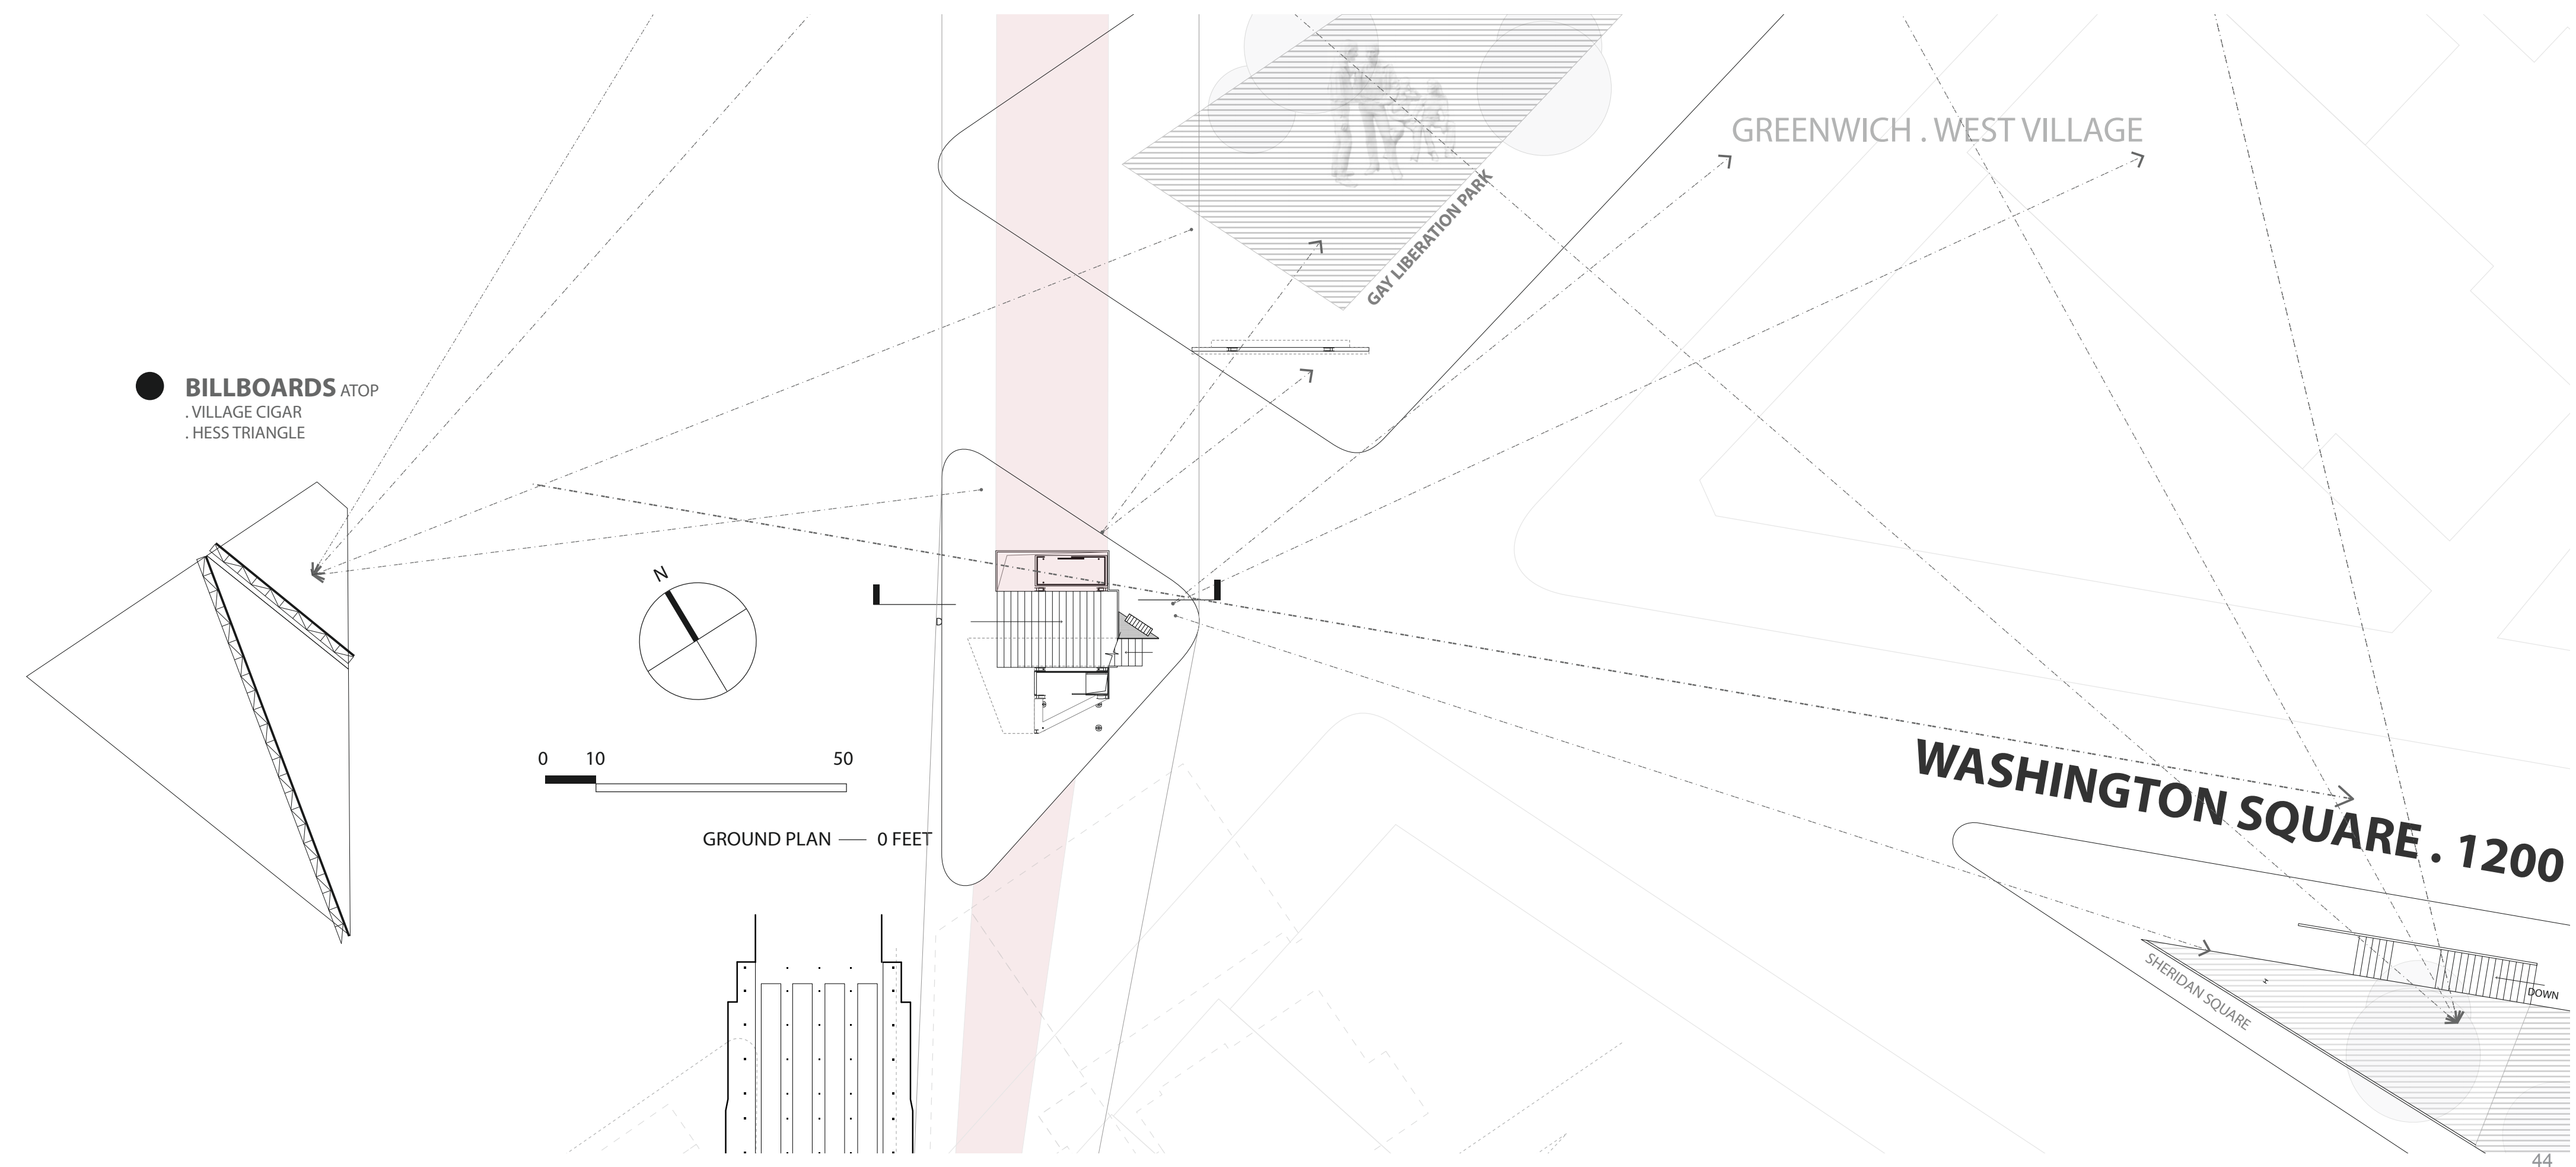 GREENWICH . WEST VILLAGE
GAY LIBERATION PARK
BILLBOARDS ATOP
. VILLAGE CIGAR
. HESS TRIANGLE
N
D
0 10 50
GROUND PLAN — 0 FEET
WASHINGTON SQUARE . 1200
SHERIDAN SQUARE
DOWN
44